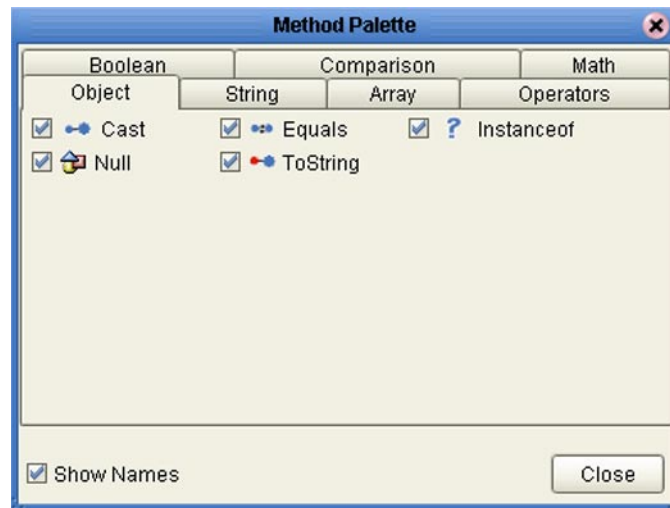 Method Palette
Boolean Comparison Math
Object String Array Operators
Cast Equals ? Instanceof
Null ToString
Show Names Close